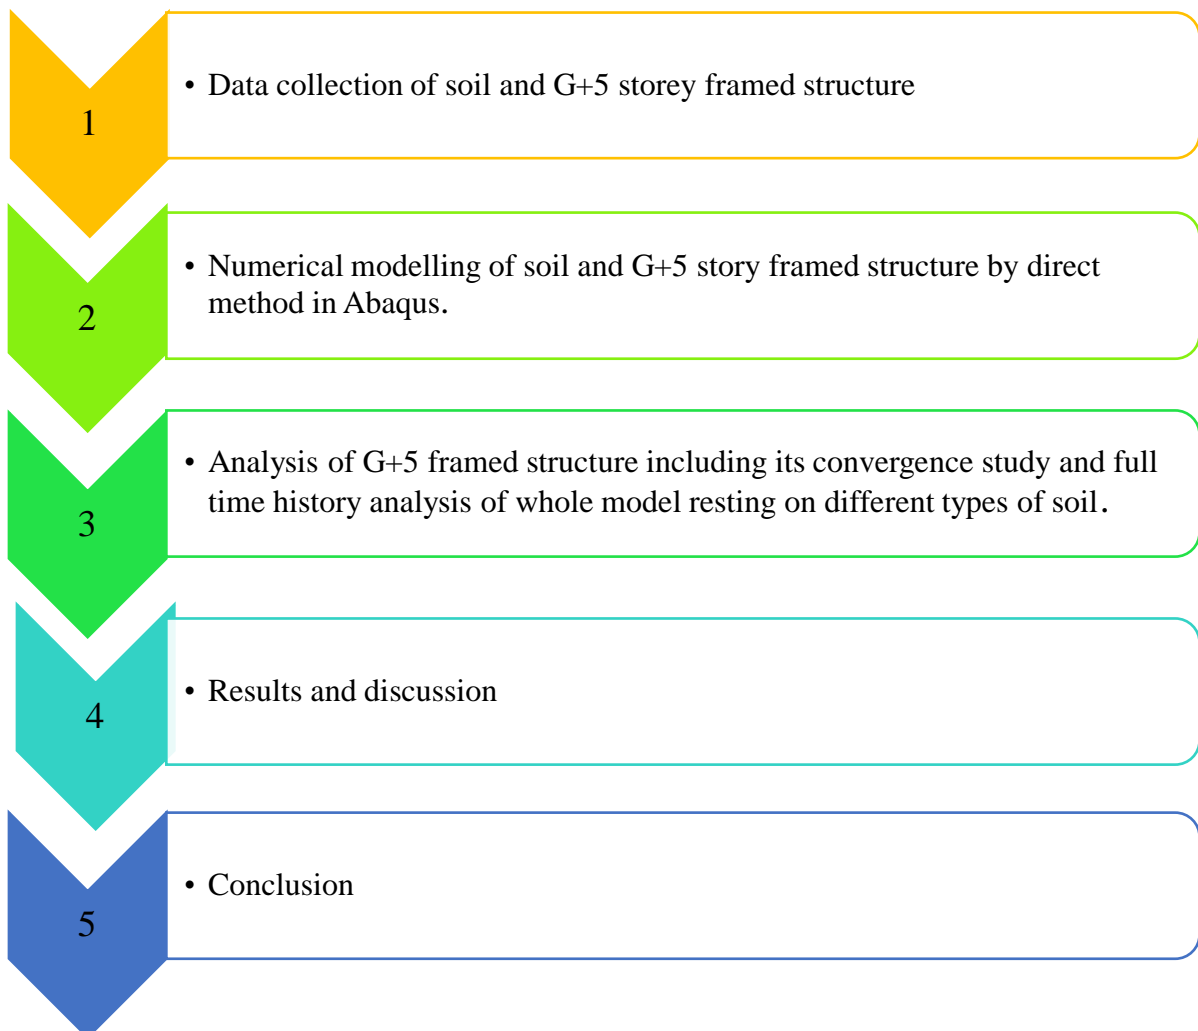 1
• Data collection of soil and G+5 storey framed structure
2
• Numerical modelling of soil and G+5 story framed structure by direct
method in Abaqus.
3
• Analysis of G+5 framed structure including its convergence study and full
time history analysis of whole model resting on different types of soil.
4
• Results and discussion
5
• Conclusion